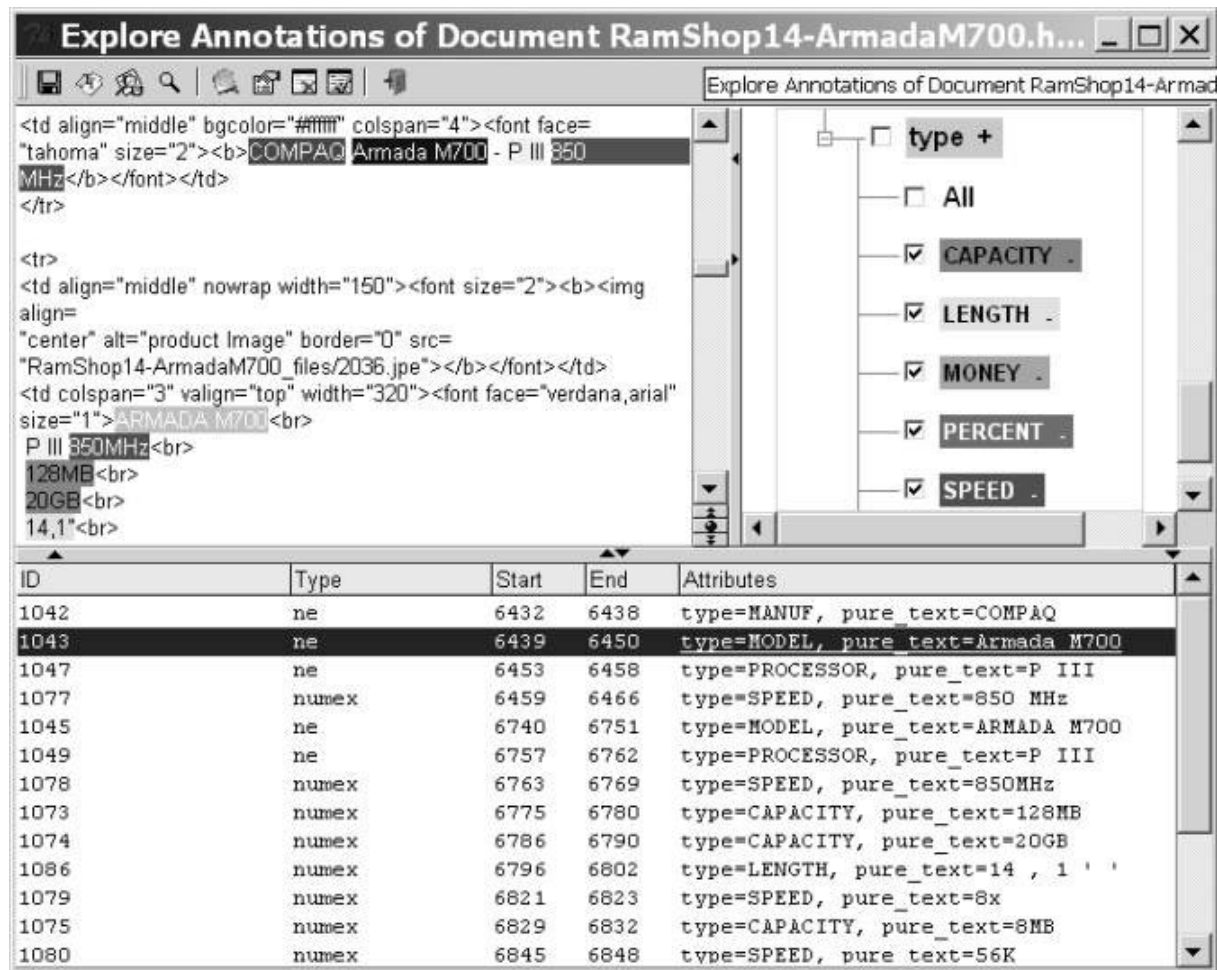 Explore Annotations of Document RamShop14-ArmadaM700.h...
Explore Annotations of Document RamShop14-Armad
<td align="middle" bgcolor="#ffffff" colspan="4"><font face=
"tahoma" size="2"><b>COMPAQ Armada M700 - P III 850
MHz</b></font></td>
</tr>
<tr>
<td align="middle" nowrap width="150"><font size="2"><b><img
align=
"center" alt="product Image" border="0" src=
"RamShop14-ArmadaM700_files/2036.jpe"></b></font></td>
<td colspan="3" valign="top" width="320"><font face="verdana,arial"
size="1">ARMADA M700<br>
P III 850MHz<br>
128MB<br>
20GB<br>
14,1"<br>
type +
All
CAPACITY -
LENGTH -
MONEY -
PERCENT -
SPEED -
ID Type Start End Attributes
1042 ne 6432 6438 type=MANUF, pure_text=COMPAQ
1043 ne 6439 6450 type=MODEL, pure_text=Armada M700
1047 ne 6453 6458 type=PROCESSOR, pure_text=P III
1077 numex 6459 6466 type=SPEED, pure_text=850 MHz
1045 ne 6740 6751 type=MODEL, pure_text=ARMADA M700
1049 ne 6757 6762 type=PROCESSOR, pure_text=P III
1078 numex 6763 6769 type=SPEED, pure_text=850MHz
1073 numex 6775 6780 type=CAPACITY, pure_text=128MB
1074 numex 6786 6790 type=CAPACITY, pure_text=20GB
1086 numex 6796 6802 type=LENGTH, pure_text=14 , 1 ' '
1079 numex 6821 6823 type=SPEED, pure_text=8x
1075 numex 6829 6832 type=CAPACITY, pure_text=8MB
1080 numex 6845 6848 type=SPEED, pure_text=56K